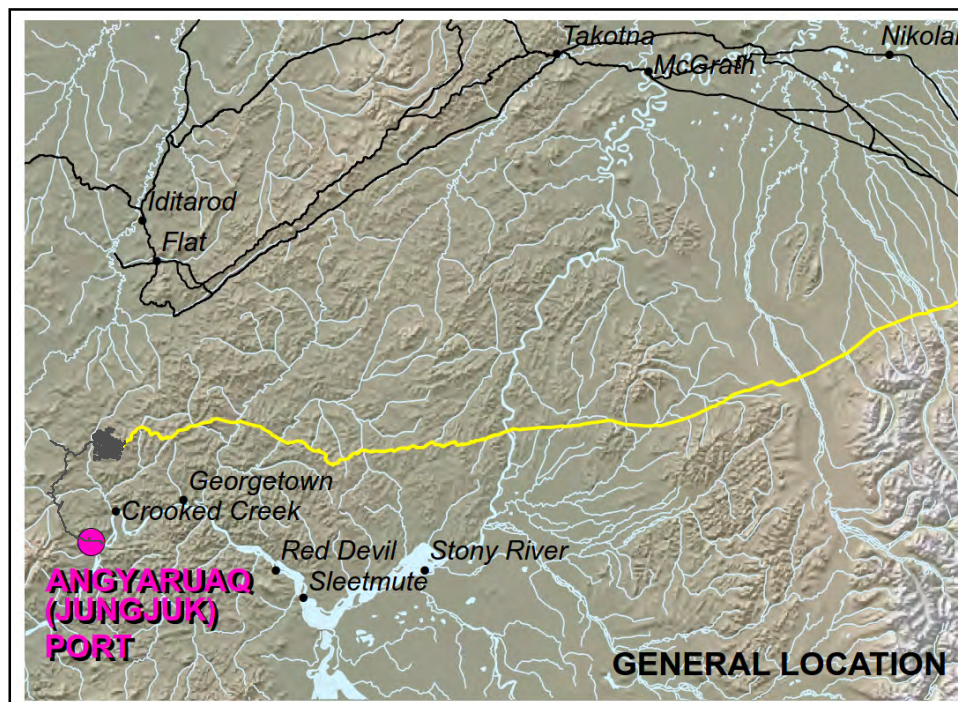 Takotna
Nikolai
McGrath
Iditarod
Flat
Georgetown
Crooked Creek
Red Devil
Stony River
Sleetmute
ANGYARUAQ
(JUNGJUK)
PORT
GENERAL LOCATION